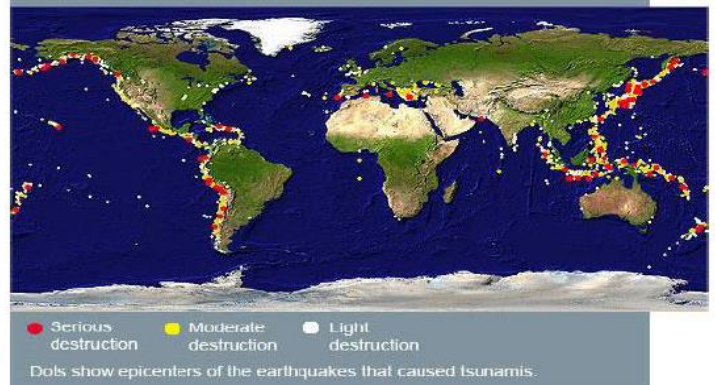 Serious Moderate Light
destruction destruction destruction
Dots show epicenters of the earthquakes that caused tsunamis.